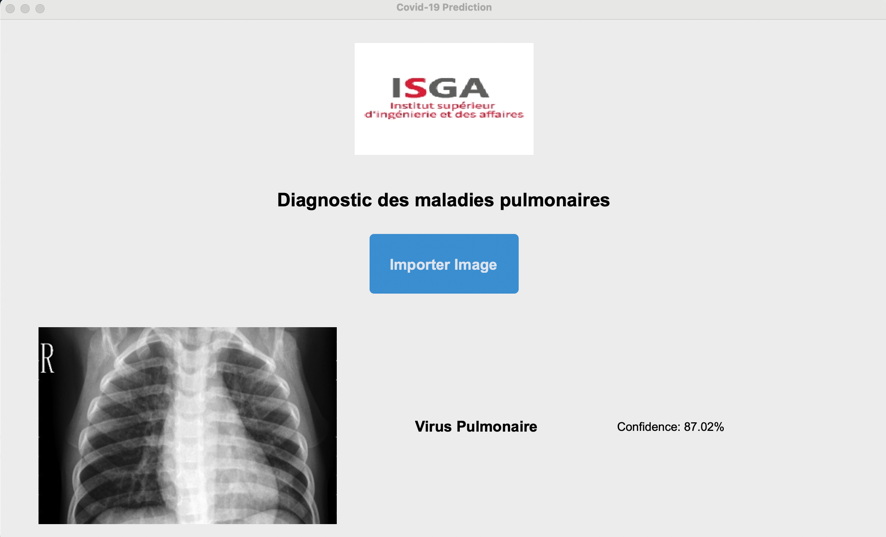 Covid-19 Prediction
ISGA
Institut supérieur
d'ingénierie et des affaires
Diagnostic des maladies pulmonaires
Importer Image
R
Virus Pulmonaire
Confidence: 87.02%